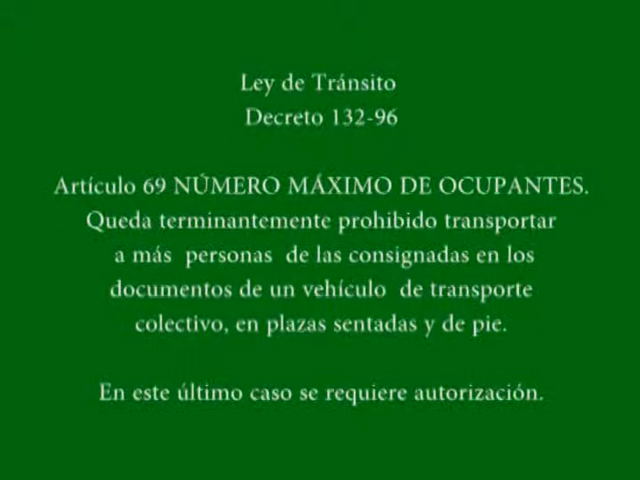 Ley de Tránsito
Decreto 132-96
Artículo 69 NÚMERO MÁXIMO DE OCUPANTES.
Queda terminantemente prohibido transportar
a más personas de las consignadas en los
documentos de un vehículo de transporte
colectivo, en plazas sentadas y de pie.
En este último caso se requiere autorización.